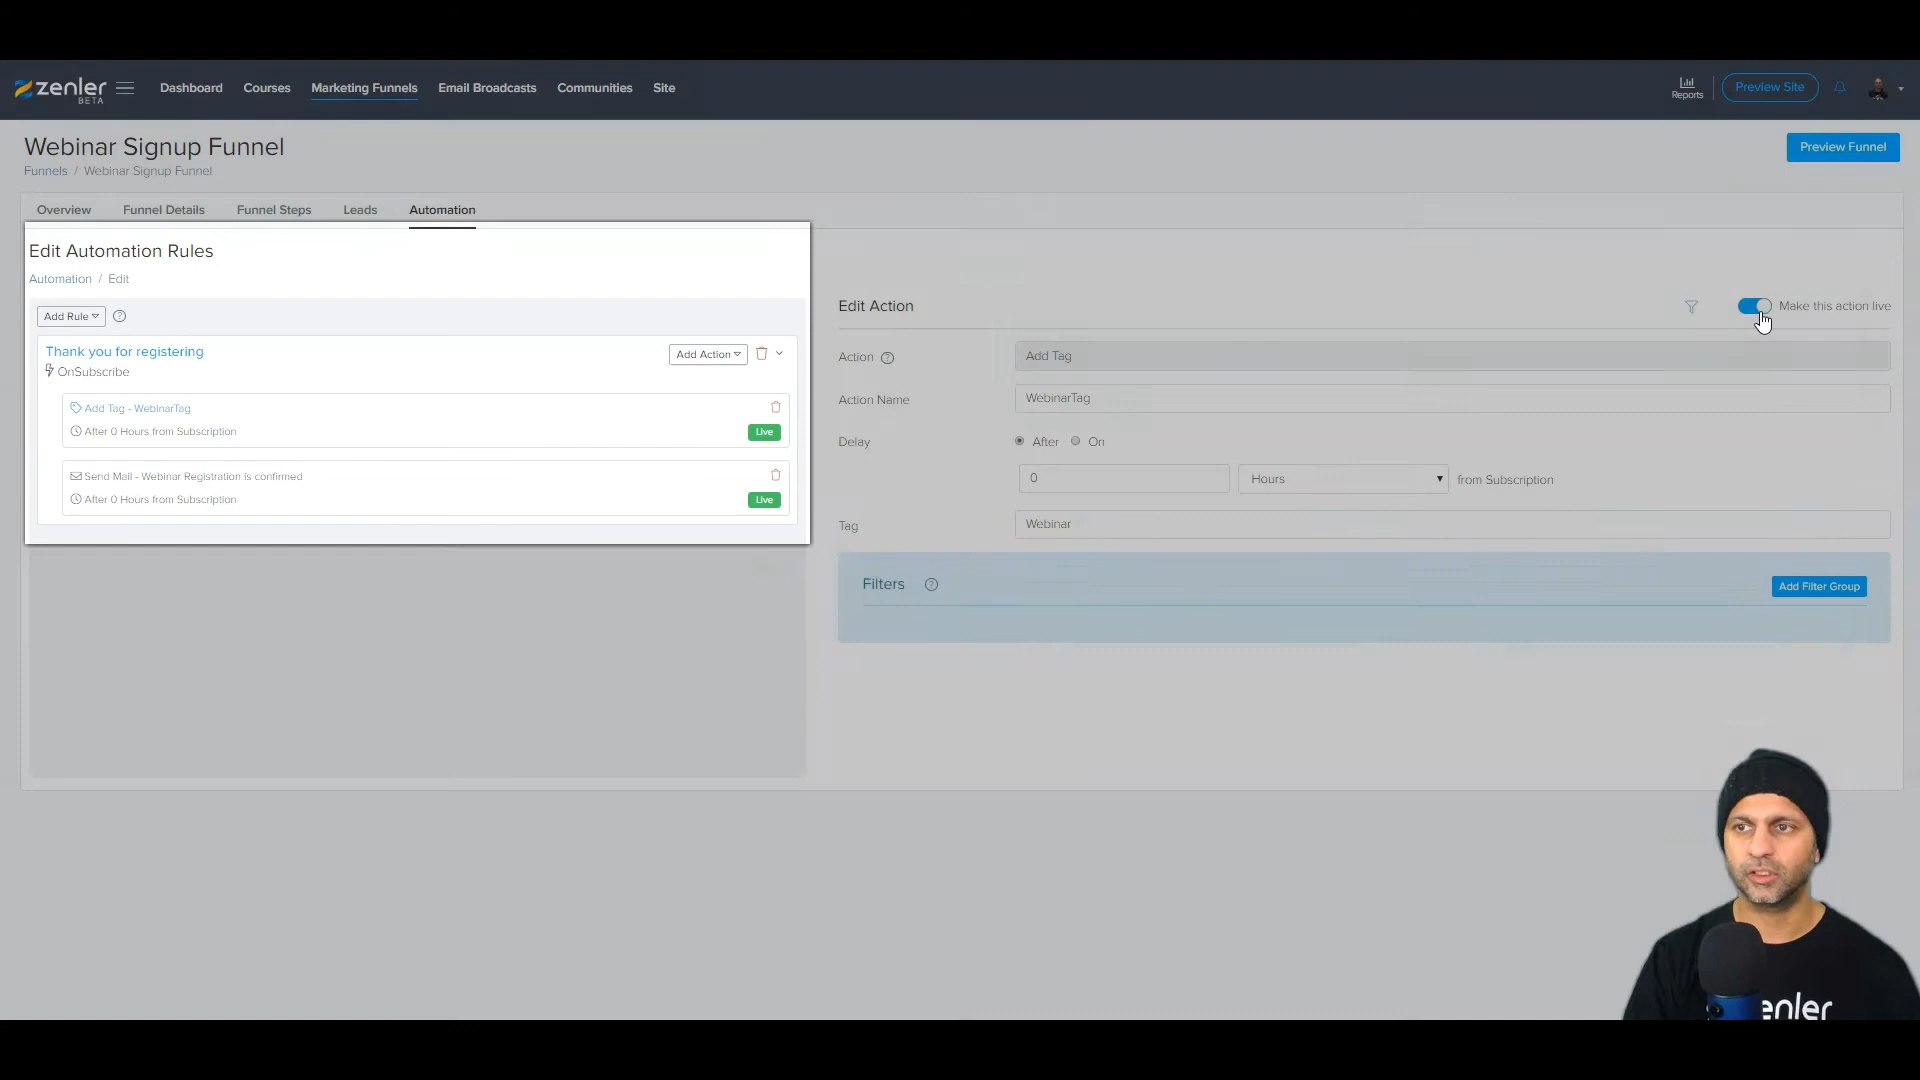 zenler
BETA
Dashboard
Courses
Marketing Funnels
Email Broadcasts
Communities
Site
Reports
Preview Site
Webinar Signup Funnel
Funnels / Webinar Signup Funnel
Preview Funnel
Overview
Funnel Details
Funnel Steps
Leads
Automation
Edit Automation Rules
Automation / Edit
Add Rule
Thank you for registering
OnSubscribe
Add Action
Add Tag - WebinarTag
After 0 Hours from Subscription
Live
Send Mail - Webinar Registration is confirmed
After 0 Hours from Subscription
Live
Edit Action
Make this action live
Action
Add Tag
Action Name
WebinarTag
Delay
After
On
0
Hours
from Subscription
Tag
Webinar
Filters
Add Filter Group
enler